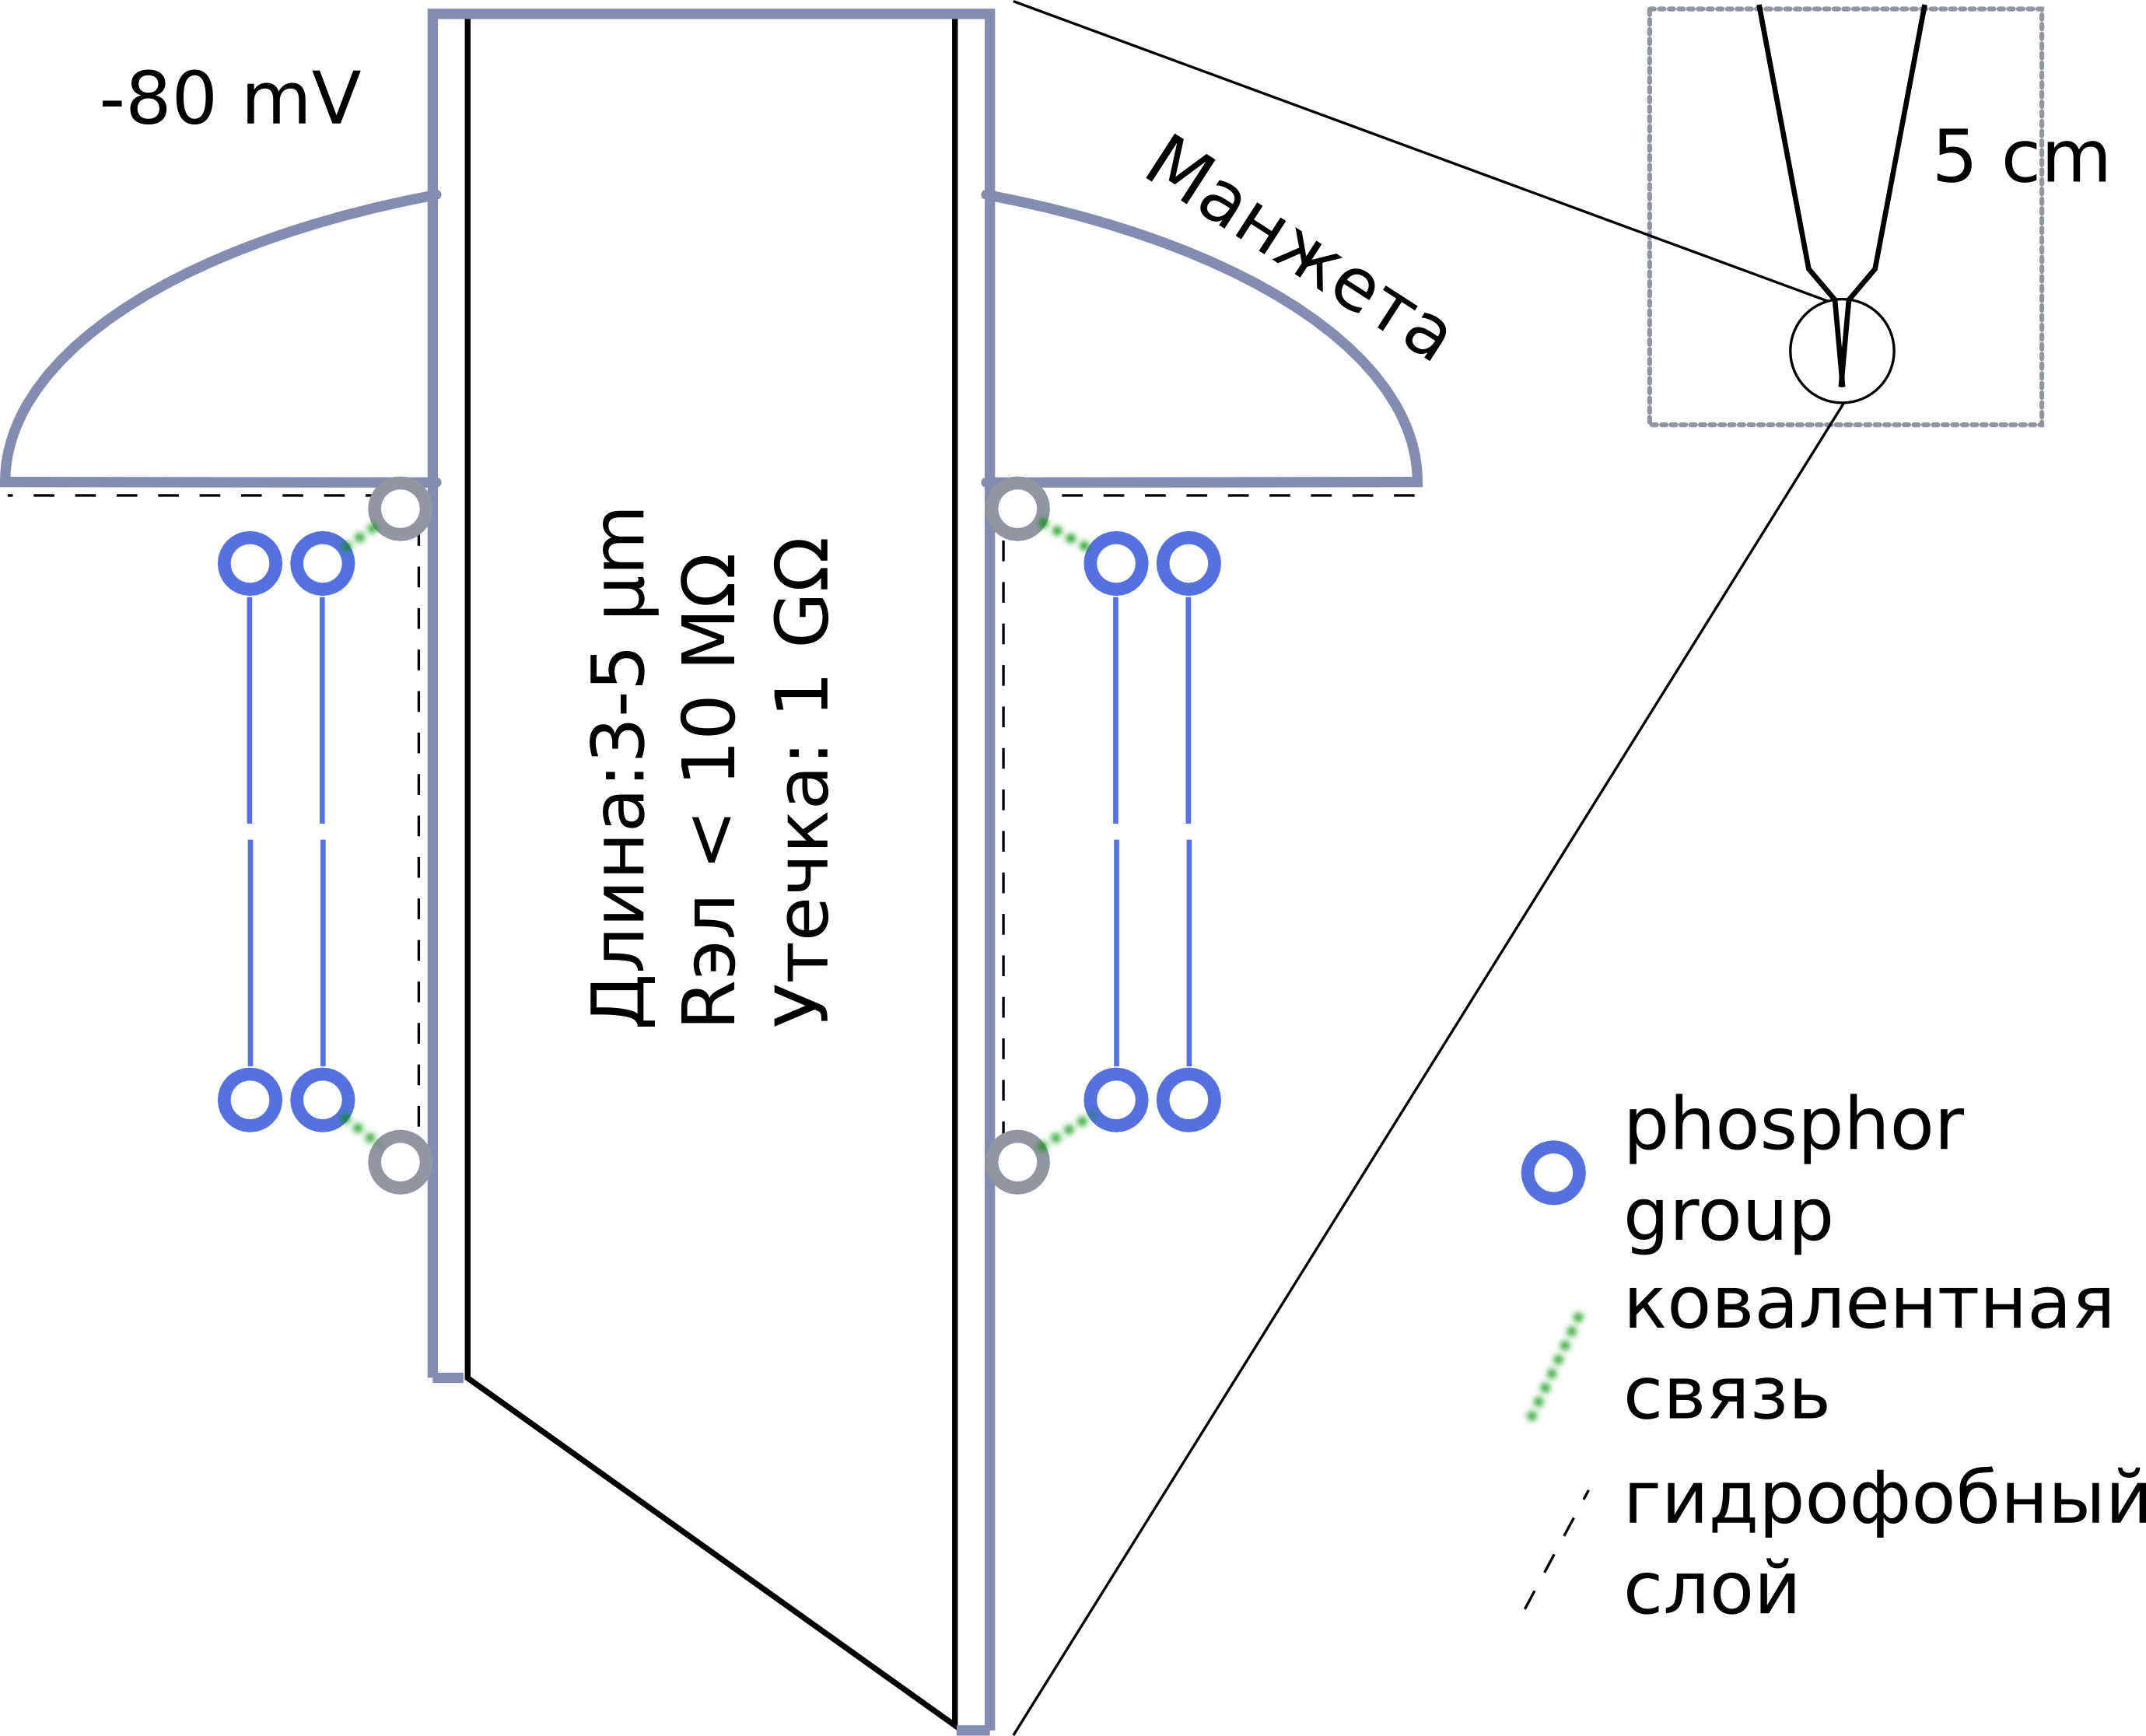 -80 mV
Манжета
5 cm
Длина:3-5 µm
Rэл < 10 MΩ
Утечка: 1 GΩ
phosphor
group
ковалентная
связь
гидрофобный
слой